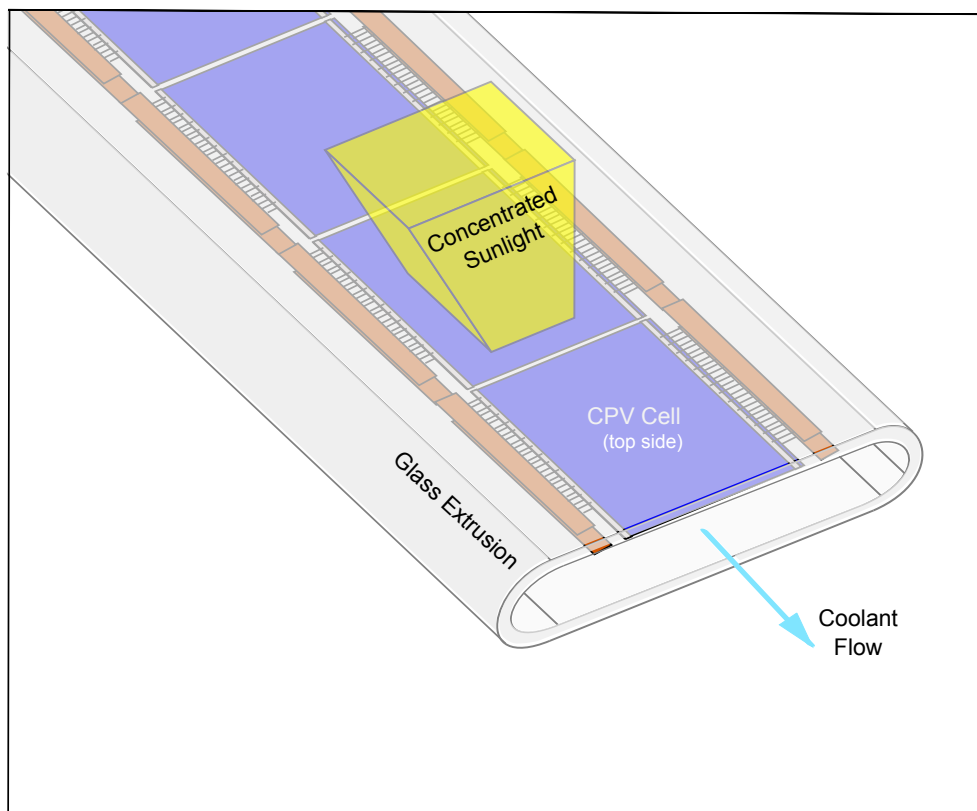 Concentrated
Sunlight
CPV Cell
(top side)
Glass Extrusion
Coolant
Flow